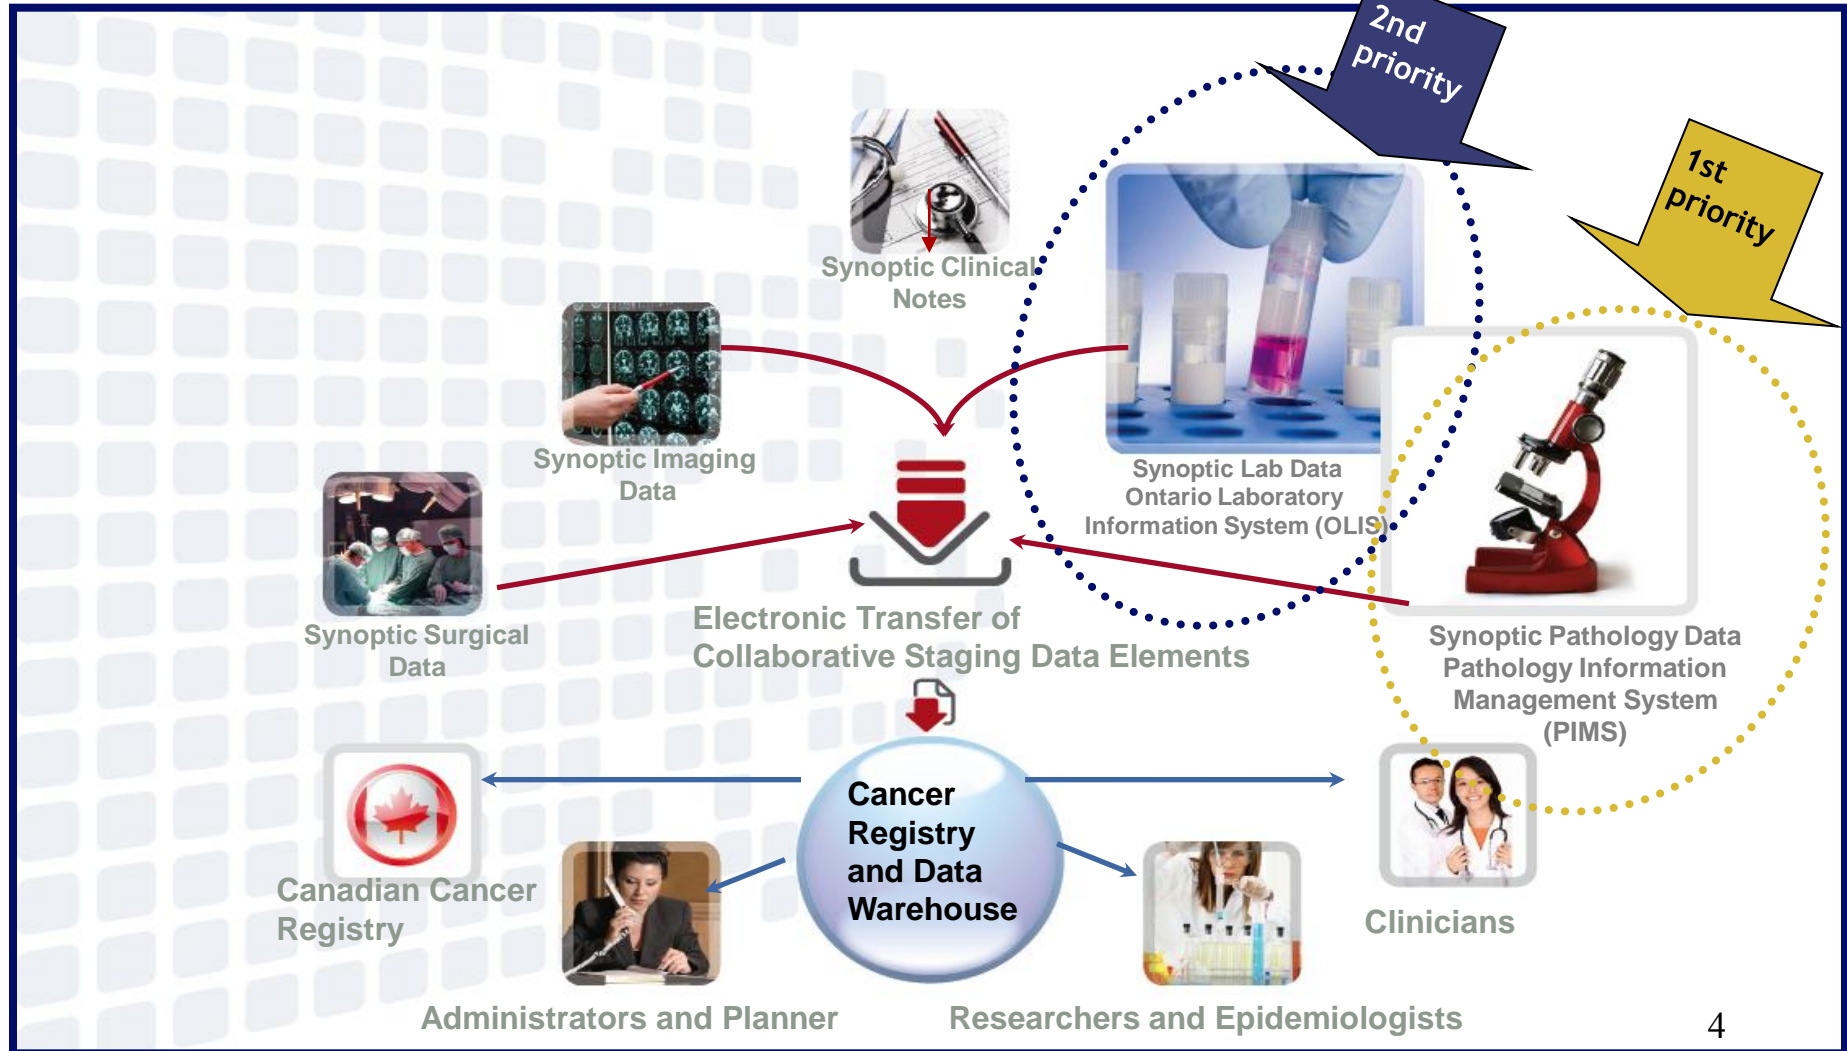 2nd
priority
1st
priority
Synoptic Clinical
Notes
Synoptic Imaging
Data
Synoptic Lab Data
Ontario Laboratory
Information System (OLIS)
Synoptic Surgical
Data
Electronic Transfer of
Collaborative Staging Data Elements
Synoptic Pathology Data
Pathology Information
Management System
(PIMS)
Cancer
Registry
and Data
Warehouse
Canadian Cancer
Registry
Clinicians
Administrators and Planner
Researchers and Epidemiologists
4